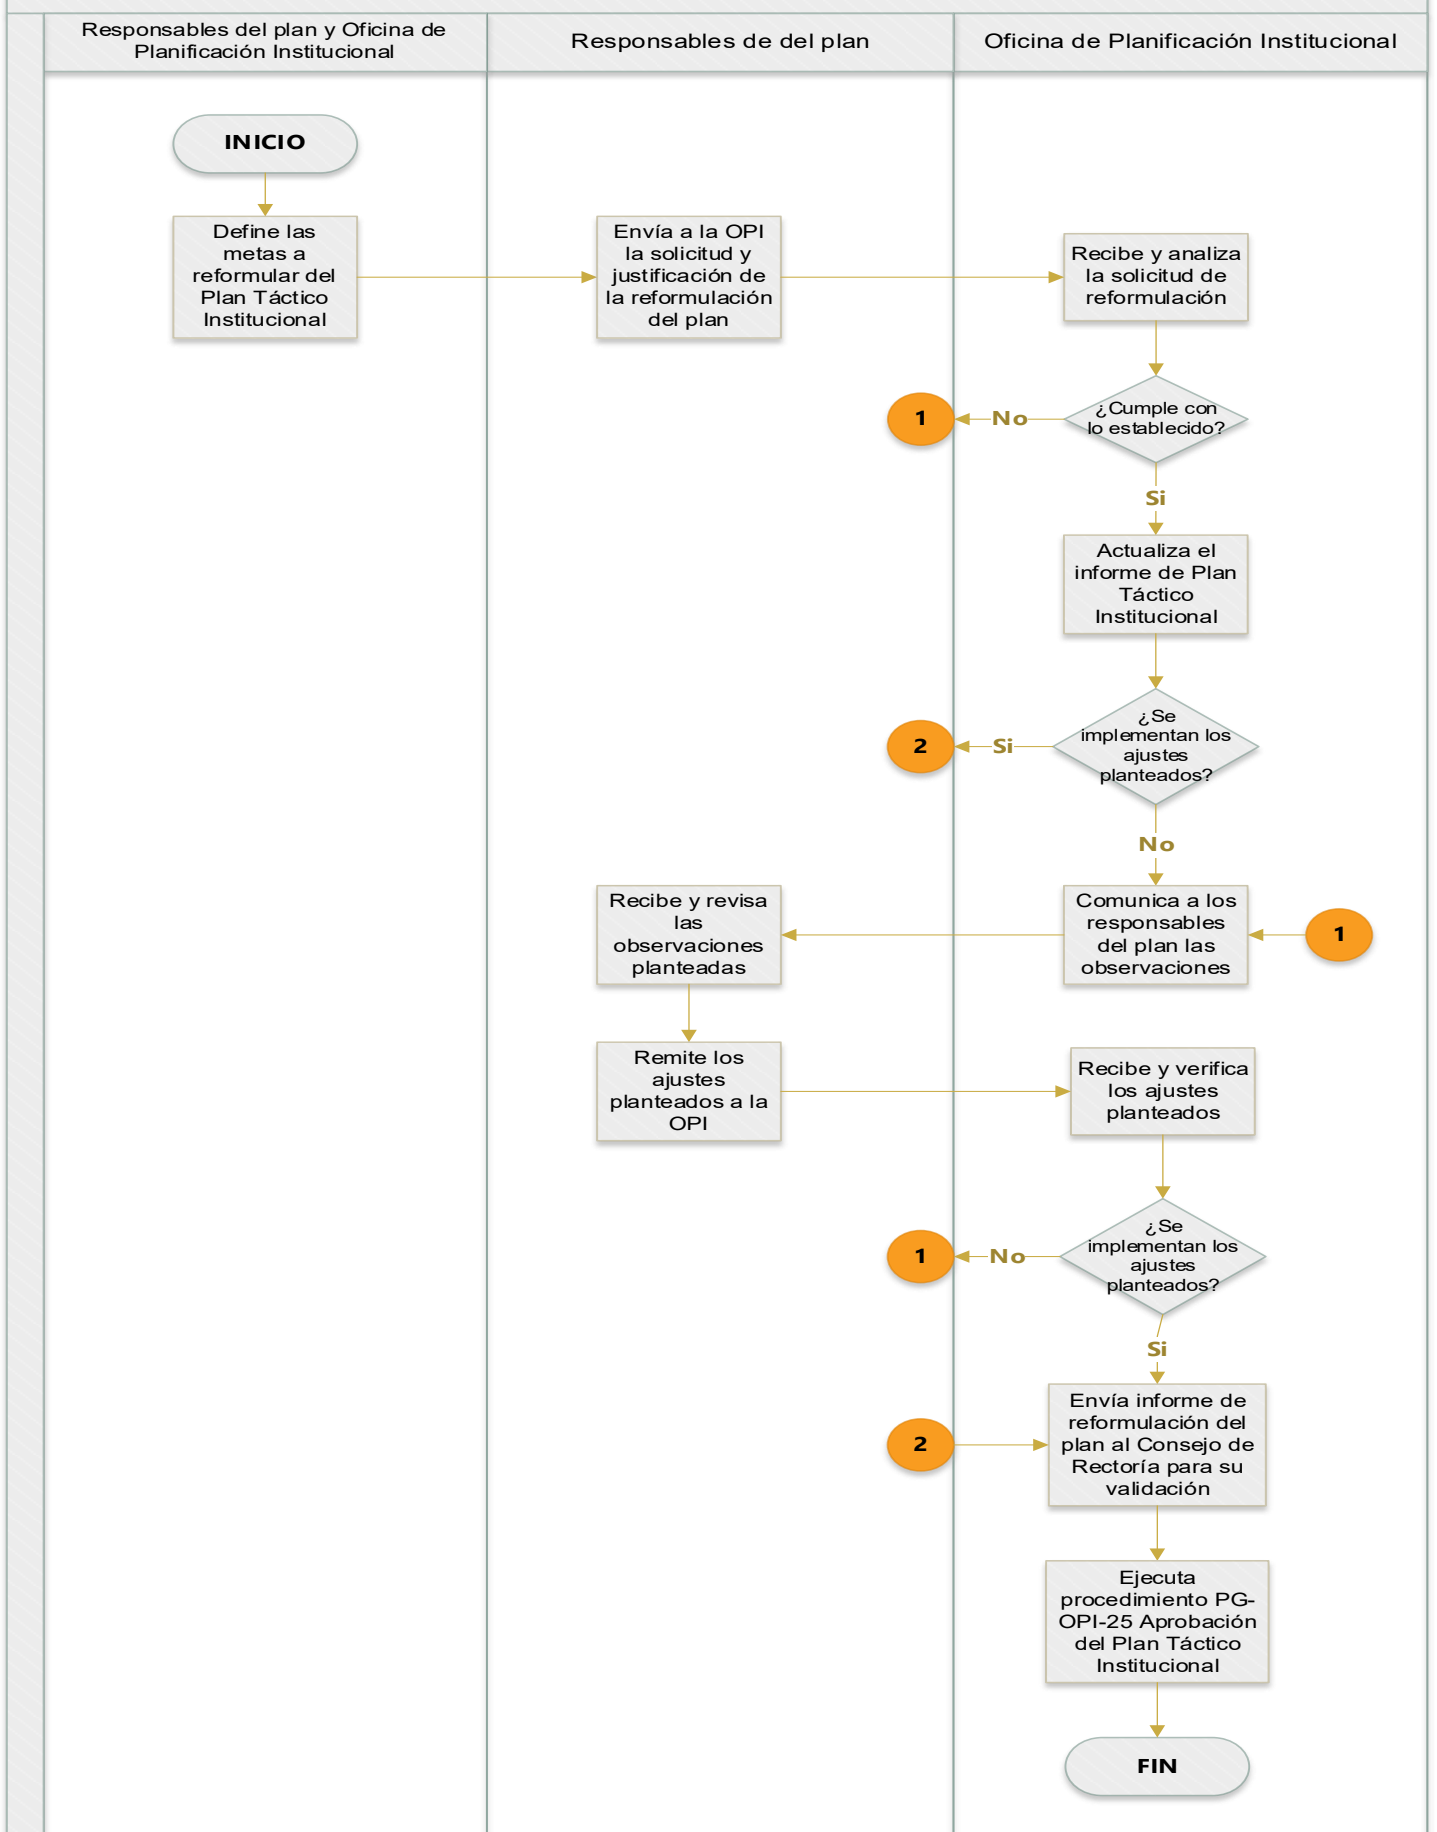 Responsables del plan y Oficina de
Planificación Institucional
Responsables de del plan
Oficina de Planificación Institucional
INICIO
Define las
metas a
reformular del
Plan Táctico
Institucional
Envía a la OPI
la solicitud y
justificación de
la reformulación
del plan
Recibe y analiza
la solicitud de
reformulación
¿Cumple con
lo establecido?
No
1
Si
Actualiza el
informe de Plan
Táctico
Institucional
¿Se
implementan los
ajustes
planteados?
Si
2
No
Comunica a los
responsables
del plan las
observaciones
1
Recibe y revisa
las
observaciones
planteadas
Remite los
ajustes
planteados a la
OPI
Recibe y verifica
los ajustes
planteados
¿Se
implementan los
ajustes
planteados?
No
1
Si
Envía informe de
reformulación del
plan al Consejo de
Rectoría para su
validación
2
Ejecuta
procedimiento PG-
OPI-25 Aprobación
del Plan Táctico
Institucional
FIN